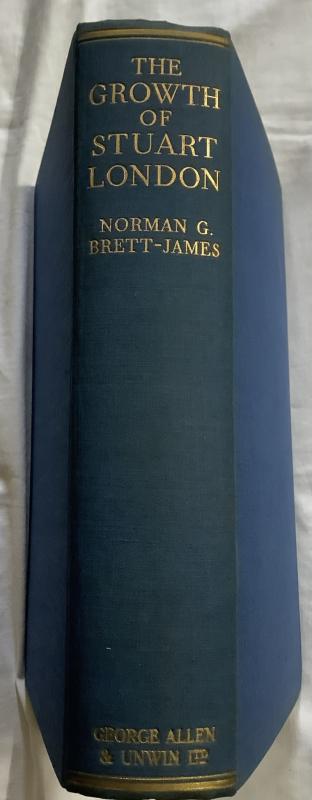 THE
GROWTH
OF
STUART
LONDON
NORMAN G.
BRETT-JAMES
GEORGE ALLEN
& UNWIN LTD